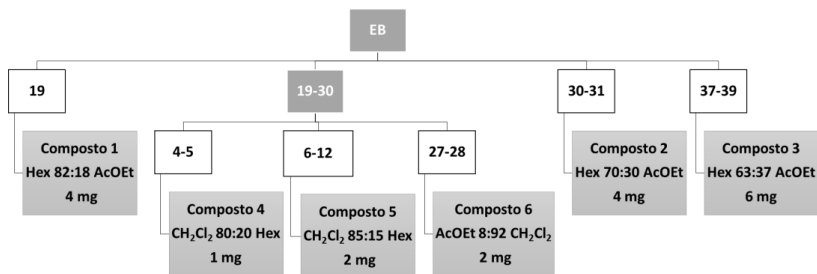 EB
19
19-30
30-31
37-39
Composto 1
Hex 82:18 AcOEt
4 mg
4-5
6-12
27-28
Composto 2
Hex 70:30 AcOEt
4 mg
Composto 3
Hex 63:37 AcOEt
6 mg
Composto 4
CH₂Cl₂ 80:20 Hex
1 mg
Composto 5
CH₂Cl₂ 85:15 Hex
2 mg
Composto 6
AcOEt 8:92 CH₂Cl₂
2 mg